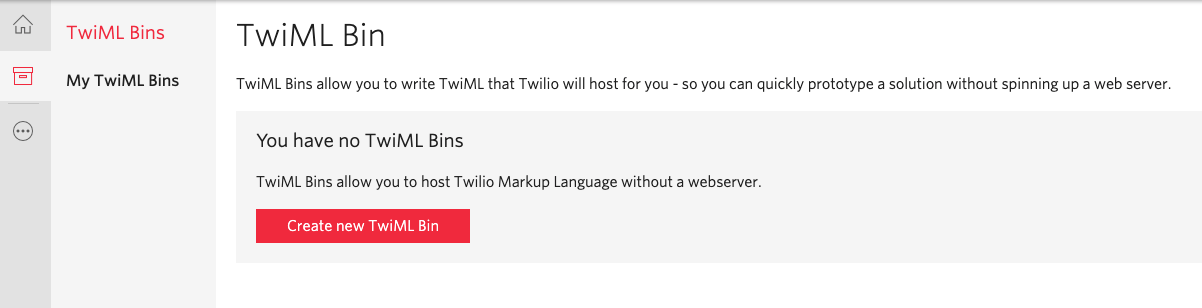 TwiML Bins
My TwiML Bins
TwiML Bin
TwiML Bins allow you to write TwiML that Twilio will host for you - so you can quickly prototype a solution without spinning up a web server.
You have no TwiML Bins
TwiML Bins allow you to host Twilio Markup Language without a webserver.
Create new TwiML Bin